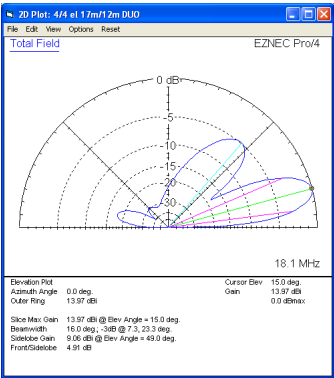 2D Plot: 4/4 el 17m/12m DUO
File Edit View Options Reset
Total Field EZNEC Pro/4
0 dB
-5
-10
-15
-20
-30
18.1 MHz
Elevation Plot Cursor Elev 15.0 deg.
Azimuth Angle 0.0 deg. Gain 13.97 dBi
Outer Ring 13.97 dBi 0.0 dBmax
Slice Max Gain 13.97 dBi @ Elev Angle = 15.0 deg.
Beamwidth 16.0 deg.; -3dB @ 7.3, 23.3 deg.
Sidelobe Gain 9.06 dBi @ Elev Angle = 49.0 deg.
Front/Sidelobe 4.91 dB